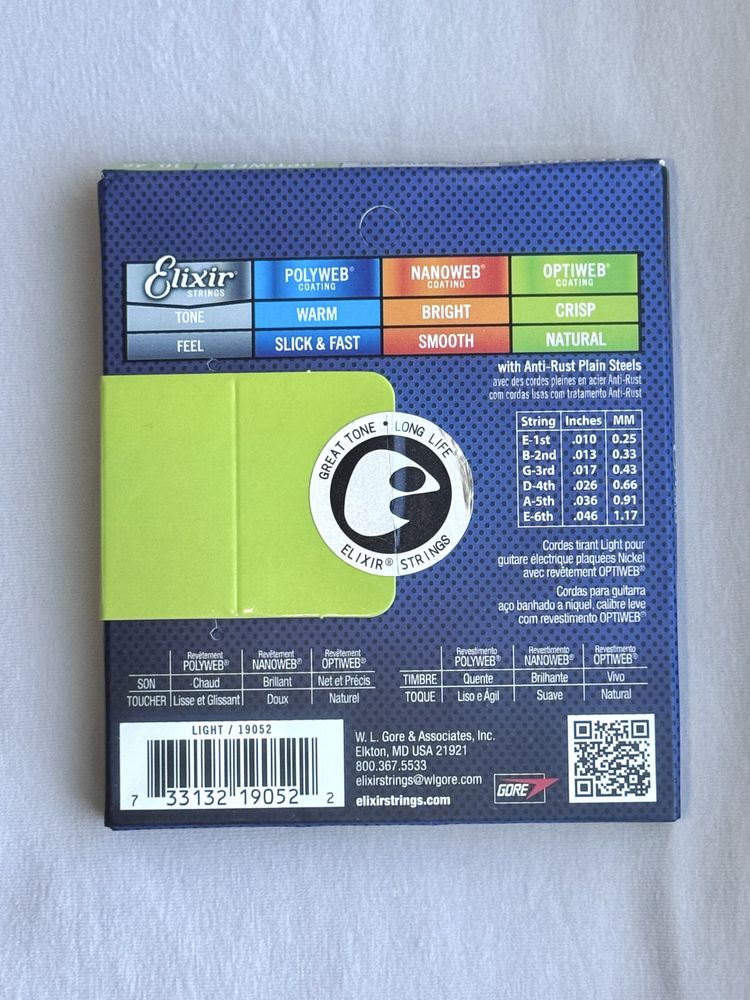 OPTIWEB 10-46
Elixir®
STRINGS
POLYWEB®
COATING
NANOWEB®
COATING
OPTIWEB®
COATING
TONE WARM BRIGHT CRISP
FEEL SLICK & FAST SMOOTH NATURAL
with Anti-Rust Plain Steels
avec des cordes pleines en acier Anti-Rust
com cordas lisas com tratamento Anti-Rust
GREAT TONE • LONG LIFE
ELIXIR® STRINGS
String Inches MM
E-1st .010 0.25
B-2nd .013 0.33
G-3rd .017 0.43
D-4th .026 0.66
A-5th .036 0.91
E-6th .046 1.17
Cordes tirant Light pour
guitare électrique plaquées Nickel
avec revêtement OPTIWEB®
Cordas para guitarra
aço banhado a níquel, calibre leve
com revestimento OPTIWEB®
Revêtement POLYWEB® Revêtement NANOWEB® Revêtement OPTIWEB®
SON Chaud Brillant Net et Précis
TOUCHER Lisse et Glissant Doux Naturel
Revestimento POLYWEB® Revestimento NANOWEB® Revestimento OPTIWEB®
TIMBRE Quente Brilhante Vivo
TOQUE Liso e Ágil Suave Natural
LIGHT / 19052
7 33132 19052 2
W. L. Gore & Associates, Inc.
Elkton, MD USA 21921
800.367.5533
elixirstrings@wlgore.com
elixirstrings.com
GORE